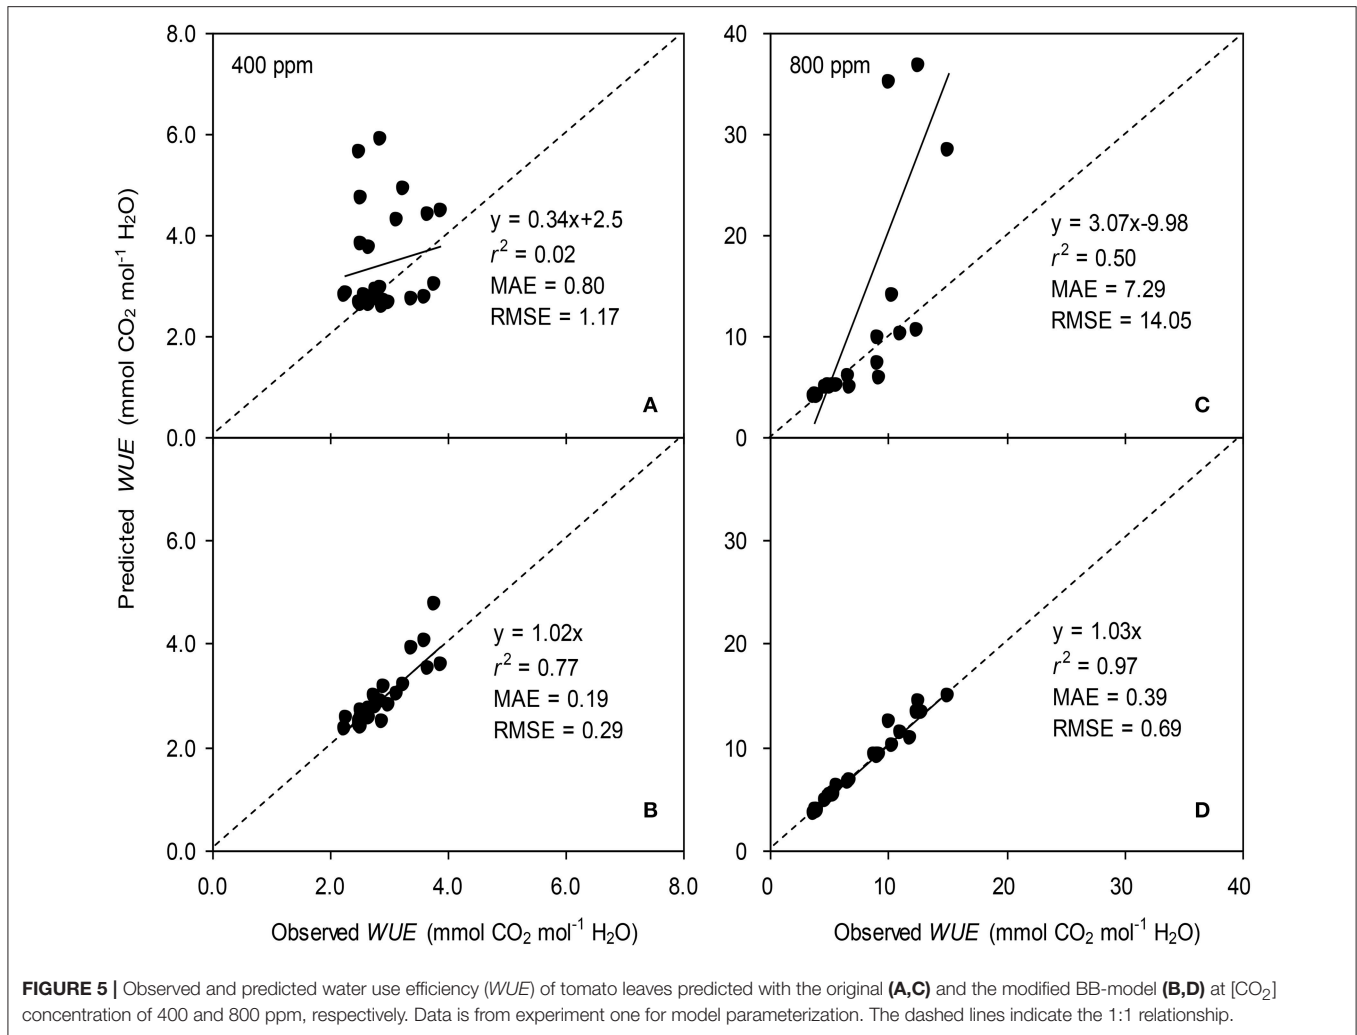 8.0
6.0
4.0
2.0
0.0
400 ppm
y = 0.34x+2.5
r² = 0.02
MAE = 0.80
RMSE = 1.17
A
40
30
20
10
0
800 ppm
y = 3.07x-9.98
r² = 0.50
MAE = 7.29
RMSE = 14.05
C
Predicted WUE (mmol CO₂ mol⁻¹ H₂O)
6.0
4.0
2.0
0.0
y = 1.02x
r² = 0.77
MAE = 0.19
RMSE = 0.29
B
30
20
10
0
y = 1.03x
r² = 0.97
MAE = 0.39
RMSE = 0.69
D
0.0 2.0 4.0 6.0 8.0
0 10 20 30 40
Observed WUE (mmol CO₂ mol⁻¹ H₂O)
Observed WUE (mmol CO₂ mol⁻¹ H₂O)
FIGURE 5 | Observed and predicted water use efficiency (WUE) of tomato leaves predicted with the original (A,C) and the modified BB-model (B,D) at [CO₂]
concentration of 400 and 800 ppm, respectively. Data is from experiment one for model parameterization. The dashed lines indicate the 1:1 relationship.